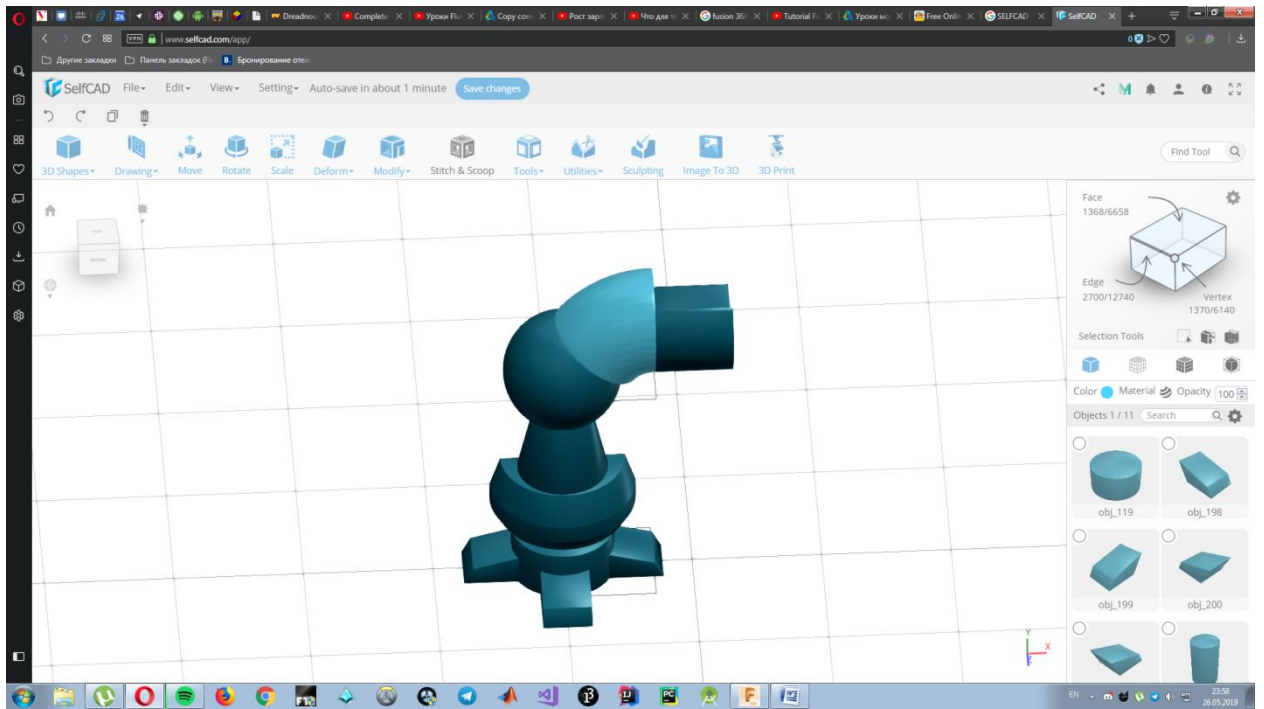 Dreadnou
Complete
Уроки Flu
Copy com
Рост зарп
Что для т
fusion 360
Tutorial Fu
Уроки мо
Free Onlin
SELFCAD -
SelfCAD
VPN
www.selfcad.com/app/
0
Другие закладки
Панель закладок (Fi
B. Бронирование отел
SelfCAD
File
Edit
View
Setting
Auto-save in about 1 minute
Save changes
3D Shapes
Drawing
Move
Rotate
Scale
Deform
Modify
Stitch & Scoop
Tools
Utilities
Sculpting
Image To 3D
3D Print
Find Tool
Face
1368/6658
Edge
2700/12740
Vertex
1370/6140
Selection Tools
Color
Material
Opacity
100
Objects 1 / 11
Search
obj_119
obj_198
obj_199
obj_200
Y
X
Z
EN
23:58
26.05.2019